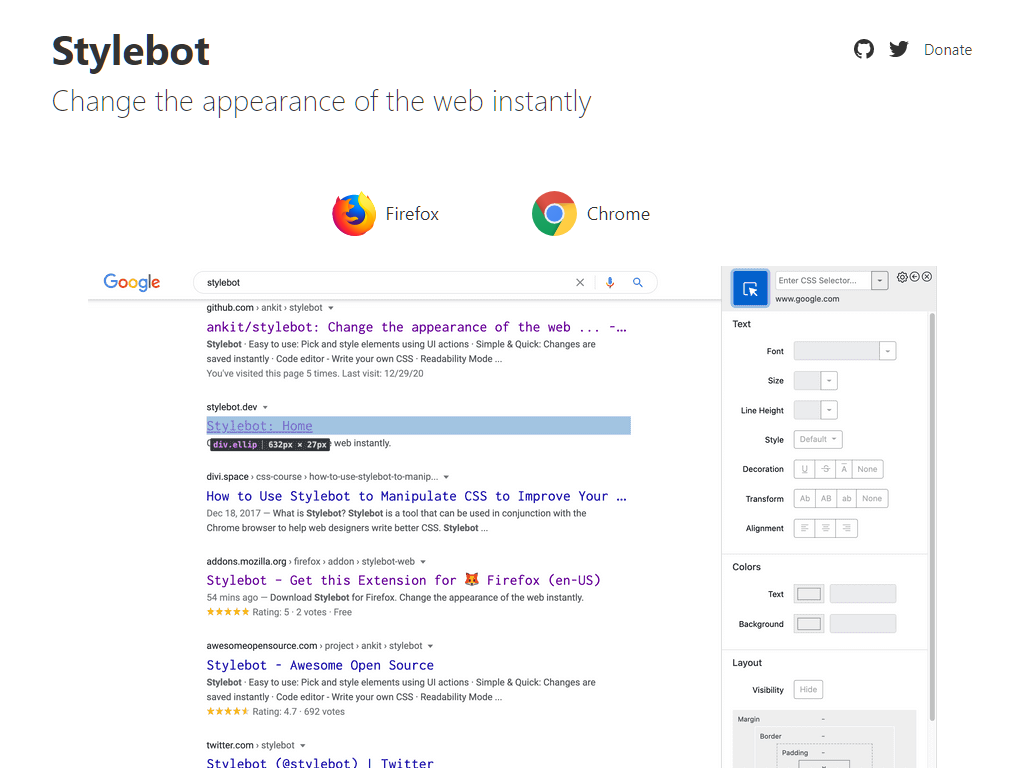 Stylebot
Donate
Change the appearance of the web instantly
Firefox
Chrome
Google
stylebot
github.com › ankit › stylebot
ankit/stylebot: Change the appearance of the web ... -...
Stylebot · Easy to use: Pick and style elements using UI actions · Simple & Quick: Changes are
saved instantly · Code editor - Write your own CSS · Readability Mode ...
You've visited this page 5 times. Last visit: 12/29/20
stylebot.dev
Stylebot: Home
div.ellip | 632px × 27px
web instantly.
divi.space › css-course › how-to-use-stylebot-to-manip...
How to Use Stylebot to Manipulate CSS to Improve Your ...
Dec 18, 2017 — What is Stylebot? Stylebot is a tool that can be used in conjunction with the
Chrome browser to help web designers write better CSS. Stylebot ...
addons.mozilla.org › firefox › addon › stylebot-web
Stylebot – Get this Extension for 🦊 Firefox (en-US)
54 mins ago — Download Stylebot for Firefox. Change the appearance of the web instantly.
★★★★★ Rating: 5 · 2 votes · Free
awesomeopensource.com › project › ankit › stylebot
Stylebot - Awesome Open Source
Stylebot · Easy to use: Pick and style elements using UI actions · Simple & Quick: Changes are
saved instantly · Code editor - Write your own CSS · Readability Mode ...
Rating: 4.7 · 692 votes
twitter.com › stylebot
Stylebot (@stylebot) | Twitter
Enter CSS Selector...
www.google.com
Text
Font
Size
Line Height
Style
Default
Decoration
U S A None
Transform
Ab AB ab None
Alignment
Colors
Text
Background
Layout
Visibility
Hide
Margin -
Border -
Padding -